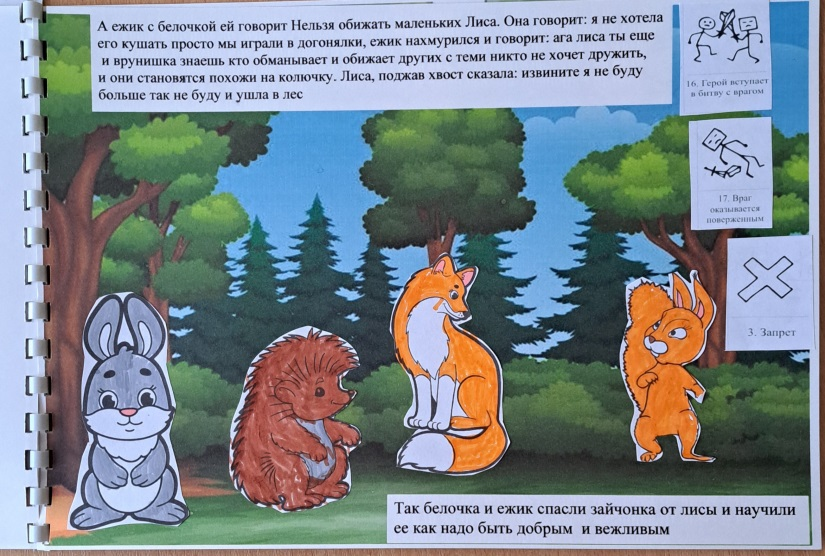 А ежик с белочкой ей говорит Нельзя обижать маленьких Лиса. Она говорит: я не хотела
его кушать просто мы играли в догонялки, ежик нахмурился и говорит: ага лиса ты еще
и врунишка знаешь кто обманывает и обижает других с теми никто не хочет дружить,
и они становятся похожи на колючку. Лиса, поджав хвост сказала: извините я не буду
больше так не буду и ушла в лес
16. Герой вступает
в битву с врагом
17. Враг
оказывается
поверженным
3. Запрет
Так белочка и ежик спасли зайчонка от лисы и научили
ее как надо быть добрым и вежливым